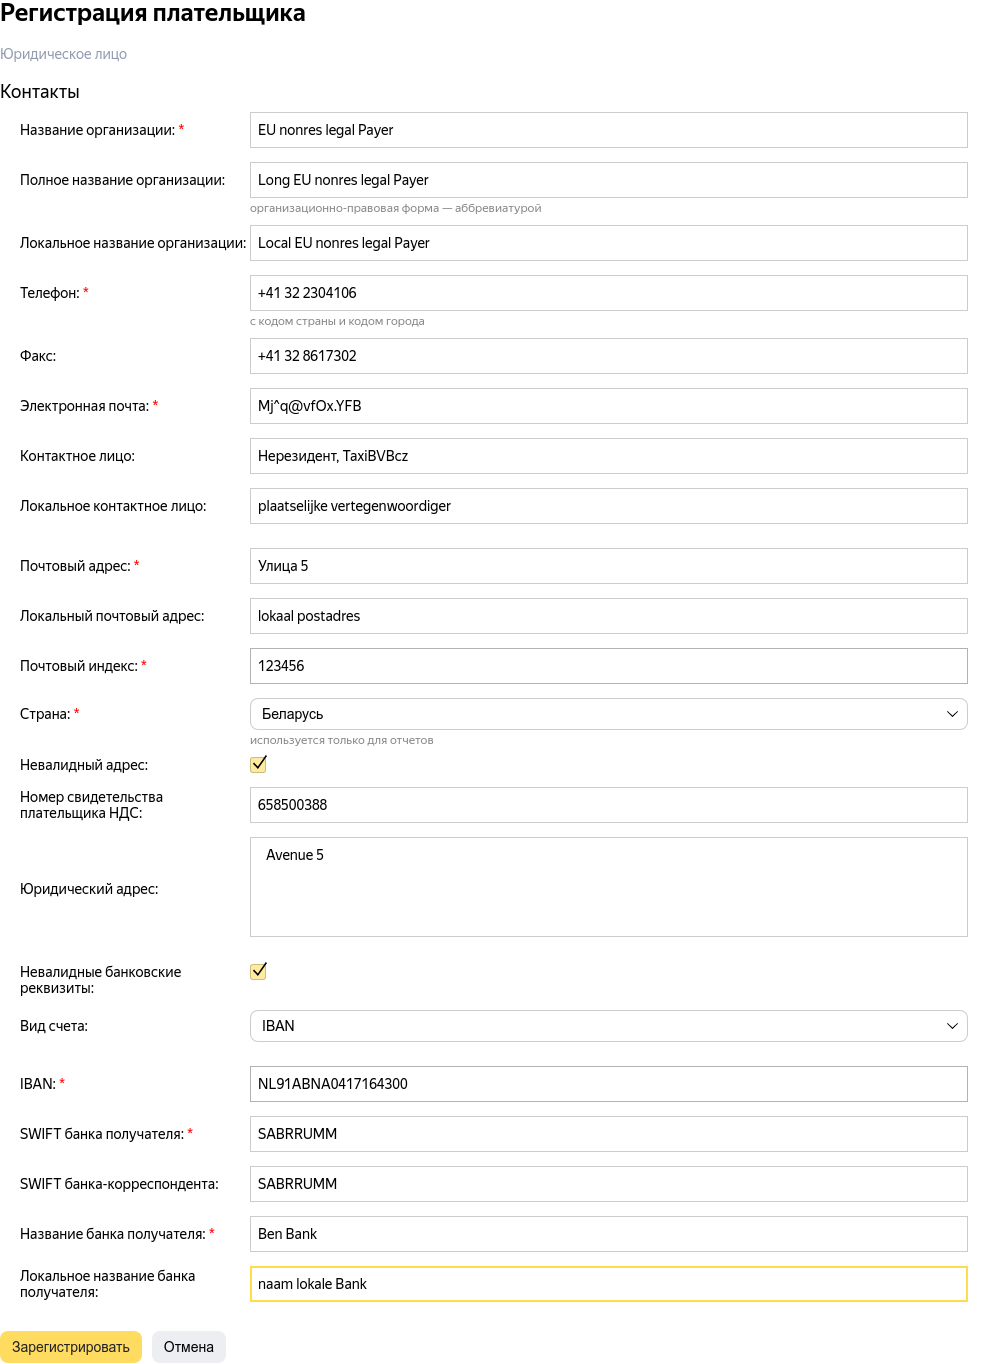 Регистрация плательщика
Юридическое лицо
Контакты
Название организации: * EU nonres legal Payer
Полное название организации: Long EU nonres legal Payer
организационно-правовая форма — аббревиатурой
Локальное название организации: Local EU nonres legal Payer
Телефон: * +41 32 2304106
с кодом страны и кодом города
Факс: +41 32 8617302
Электронная почта: * Mj^q@vfOx.YFB
Контактное лицо: Нерезидент, TaxiBVBcz
Локальное контактное лицо: plaatselijke vertegenwoordiger
Почтовый адрес: * Улица 5
Локальный почтовый адрес: lokaal postadres
Почтовый индекс: * 123456
Страна: * Беларусь
используется только для отчетов
Невалидный адрес:
Номер свидетельства
плательщика НДС: 658500388
Юридический адрес: Avenue 5
Невалидные банковские
реквизиты:
Вид счета: IBAN
IBAN: * NL91ABNA0417164300
SWIFT банка получателя: * SABRRUMM
SWIFT банка-корреспондента: SABRRUMM
Название банка получателя: * Ben Bank
Локальное название банка
получателя: naam lokale Bank
Зарегистрировать Отмена